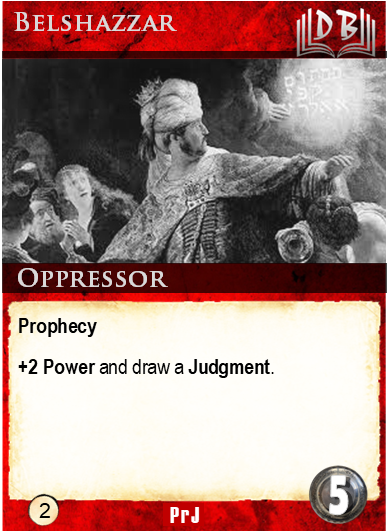 BELSHAZZAR
DB
OPPRESSOR
Prophecy
+2 Power and draw a Judgment.
2
PrJ
5